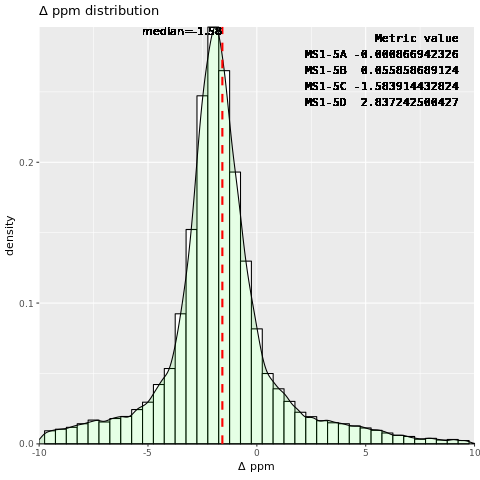 Δ ppm distribution
median=-1.58
Metric value
MS1-5A -0.000866942326
MS1-5B 0.055858689124
MS1-5C -1.583914432824
MS1-5D 2.837242500427
0.2
0.1
0.0
density
-10
-5
0
5
10
Δ ppm